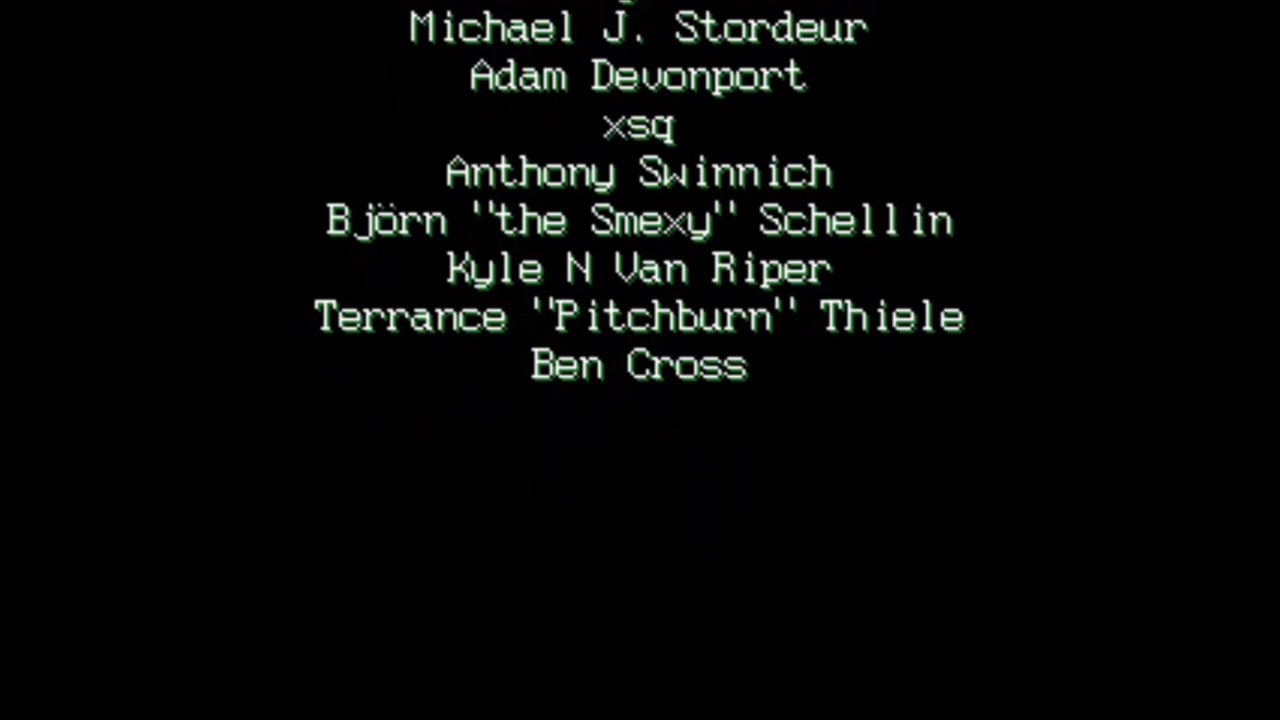 Michael J. Stordeur
Adam Devonport
xsq
Anthony Swinnich
Björn "the Smexy" Schellin
Kyle N Van Riper
Terrance "Pitchburn" Thiele
Ben Cross